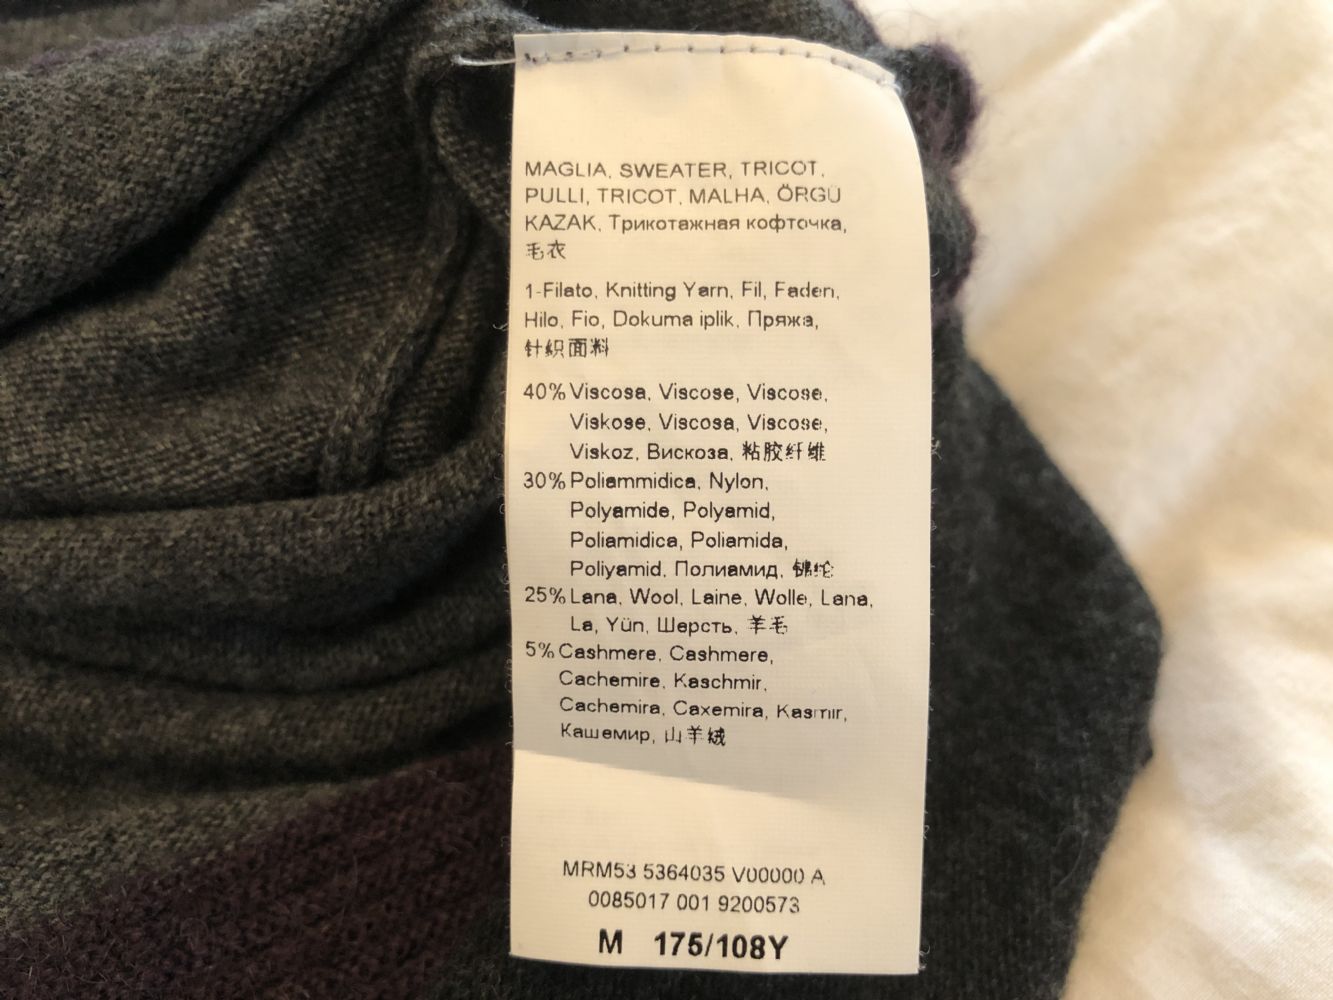 MAGLIA, SWEATER, TRICOT,
PULLI, TRICOT, MALHA, ÖRGÜ
KAZAK, Трикотажная кофточка,
毛衣
1-Filato, Knitting Yarn, Fil, Faden,
Hilo, Fio, Dokuma iplik, Пряжа,
针织面料
40% Viscosa, Viscose, Viscose,
Viskose, Viscosa, Viscose,
Viskoz, Вискоза, 粘胶纤维
30% Poliammidica, Nylon,
Polyamide, Polyamid,
Poliamidica, Poliamida,
Poliyamid, Полиамид, 锦纶
25% Lana, Wool, Laine, Wolle, Lana,
La, Yün, Шерсть, 羊毛
5% Cashmere, Cashmere,
Cachemire, Kaschmir,
Cachemira, Caxemira, Kasmir,
Кашемир, 山羊绒
MRM53 5364035 V00000 A
0085017 001 9200573
M 175/108Y